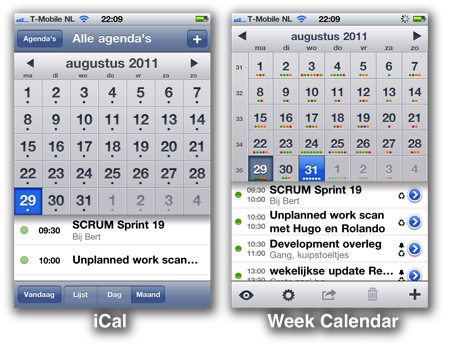 T-Mobile NL 22:09
Agenda's Alle agenda's +
augustus 2011
ma di wo do vr za zo
1 2 3 4 5 6 7
8 9 10 11 12 13 14
15 16 17 18 19 20 21
22 23 24 25 26 27 28
29 30 31 1 2 3 4
09:30 SCRUM Sprint 19
Bij Bert
10:00 Unplanned work scan...
Vandaag Lijst Dag Maand
iCal
T-Mobile NL 22:09
augustus 2011
ma di wo do vr za zo
31 1 2 3 4 5 6 7
32 8 9 10 11 12 13 14
33 15 16 17 18 19 20 21
34 22 23 24 25 26 27 28
35 29 30 31 1 2 3 4
09:30 SCRUM Sprint 19
10:00 Bij Bert
10:00 Unplanned work scan
10:30 met Hugo en Rolando
10:30 Development overleg
12:00 Gang, kuipstoeltjes
13:00 wekelijkse update Re...
13:30
+
Week Calendar